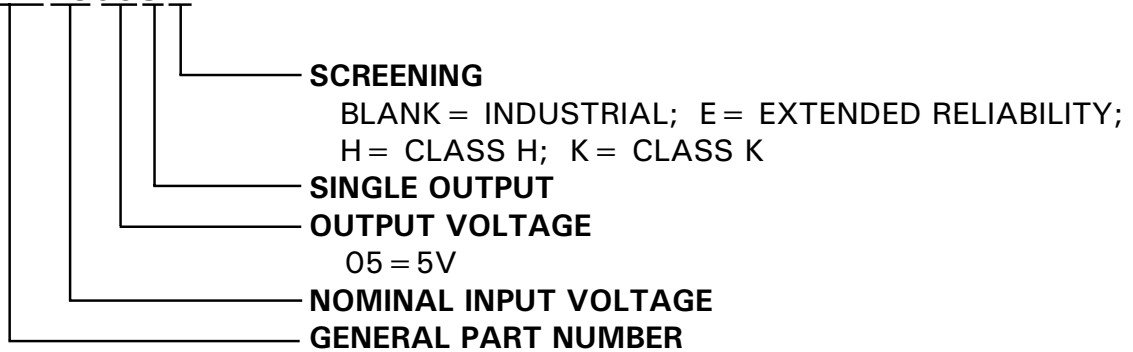 SCREENING
BLANK = INDUSTRIAL; E = EXTENDED RELIABILITY;
H = CLASS H; K = CLASS K
SINGLE OUTPUT
OUTPUT VOLTAGE
05 = 5V
NOMINAL INPUT VOLTAGE
GENERAL PART NUMBER